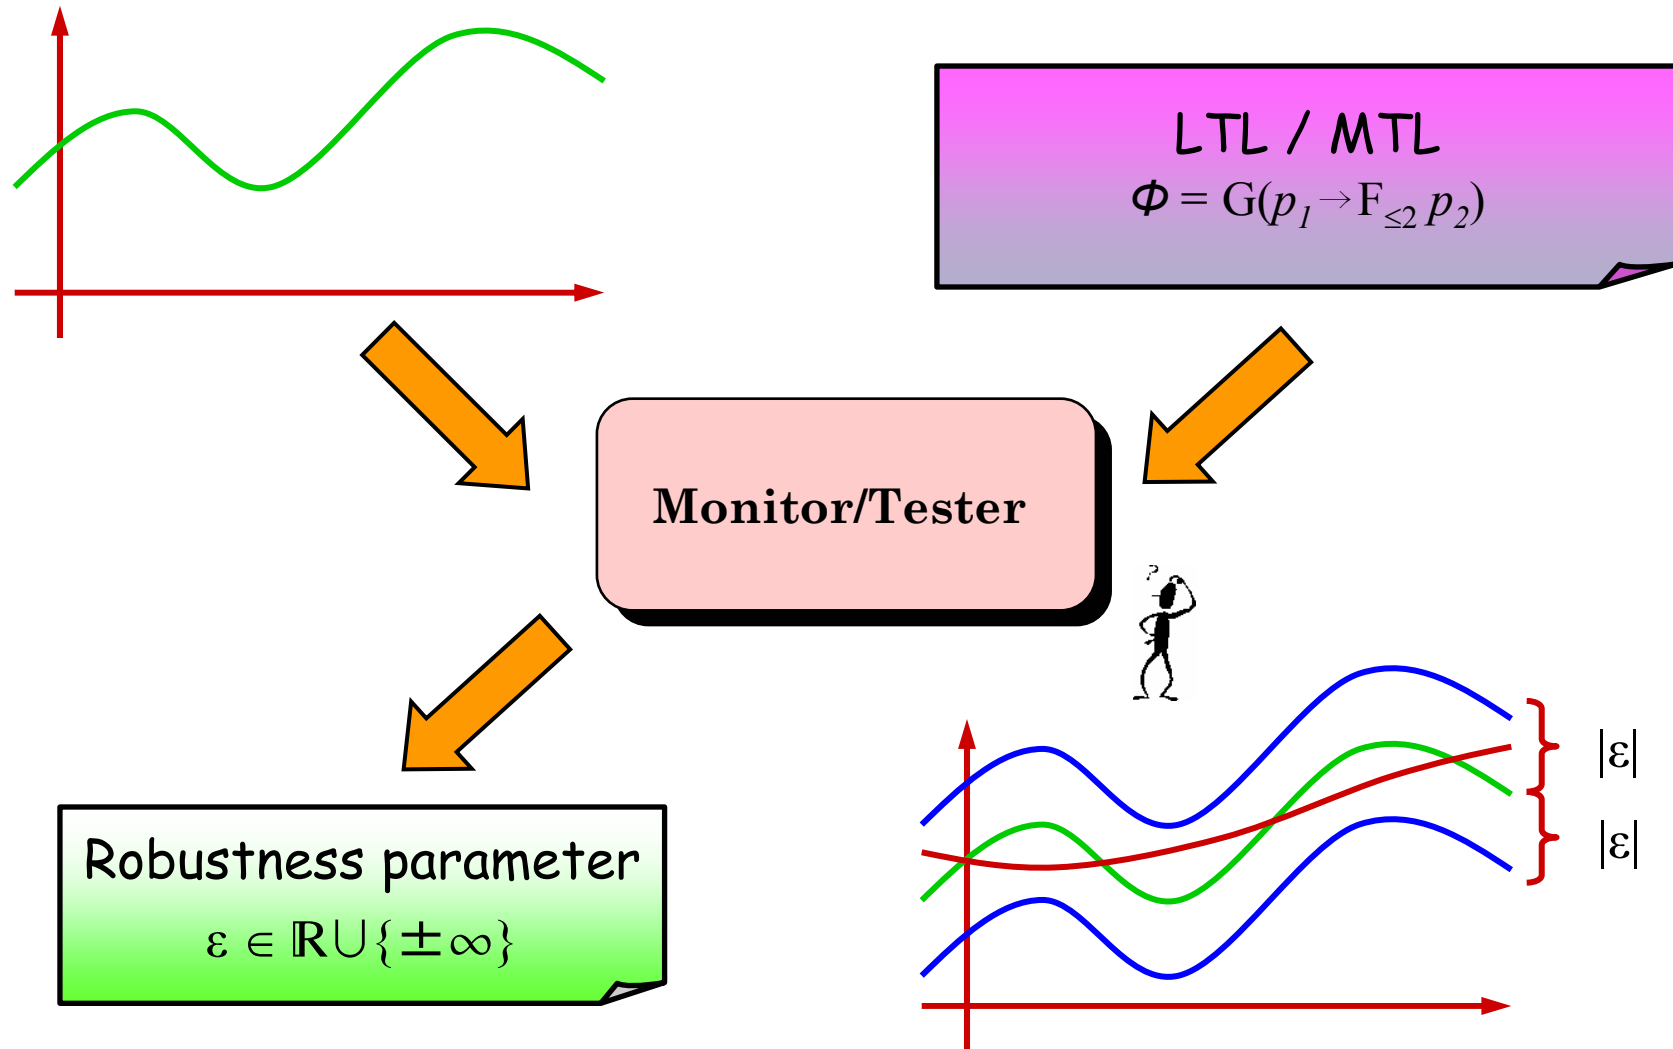 LTL / MTL
Φ = G(p₁→F≤₂ p₂)
Monitor/Tester
?
|ε|
|ε|
Robustness parameter
ε ∈ ℝ∪{±∞}